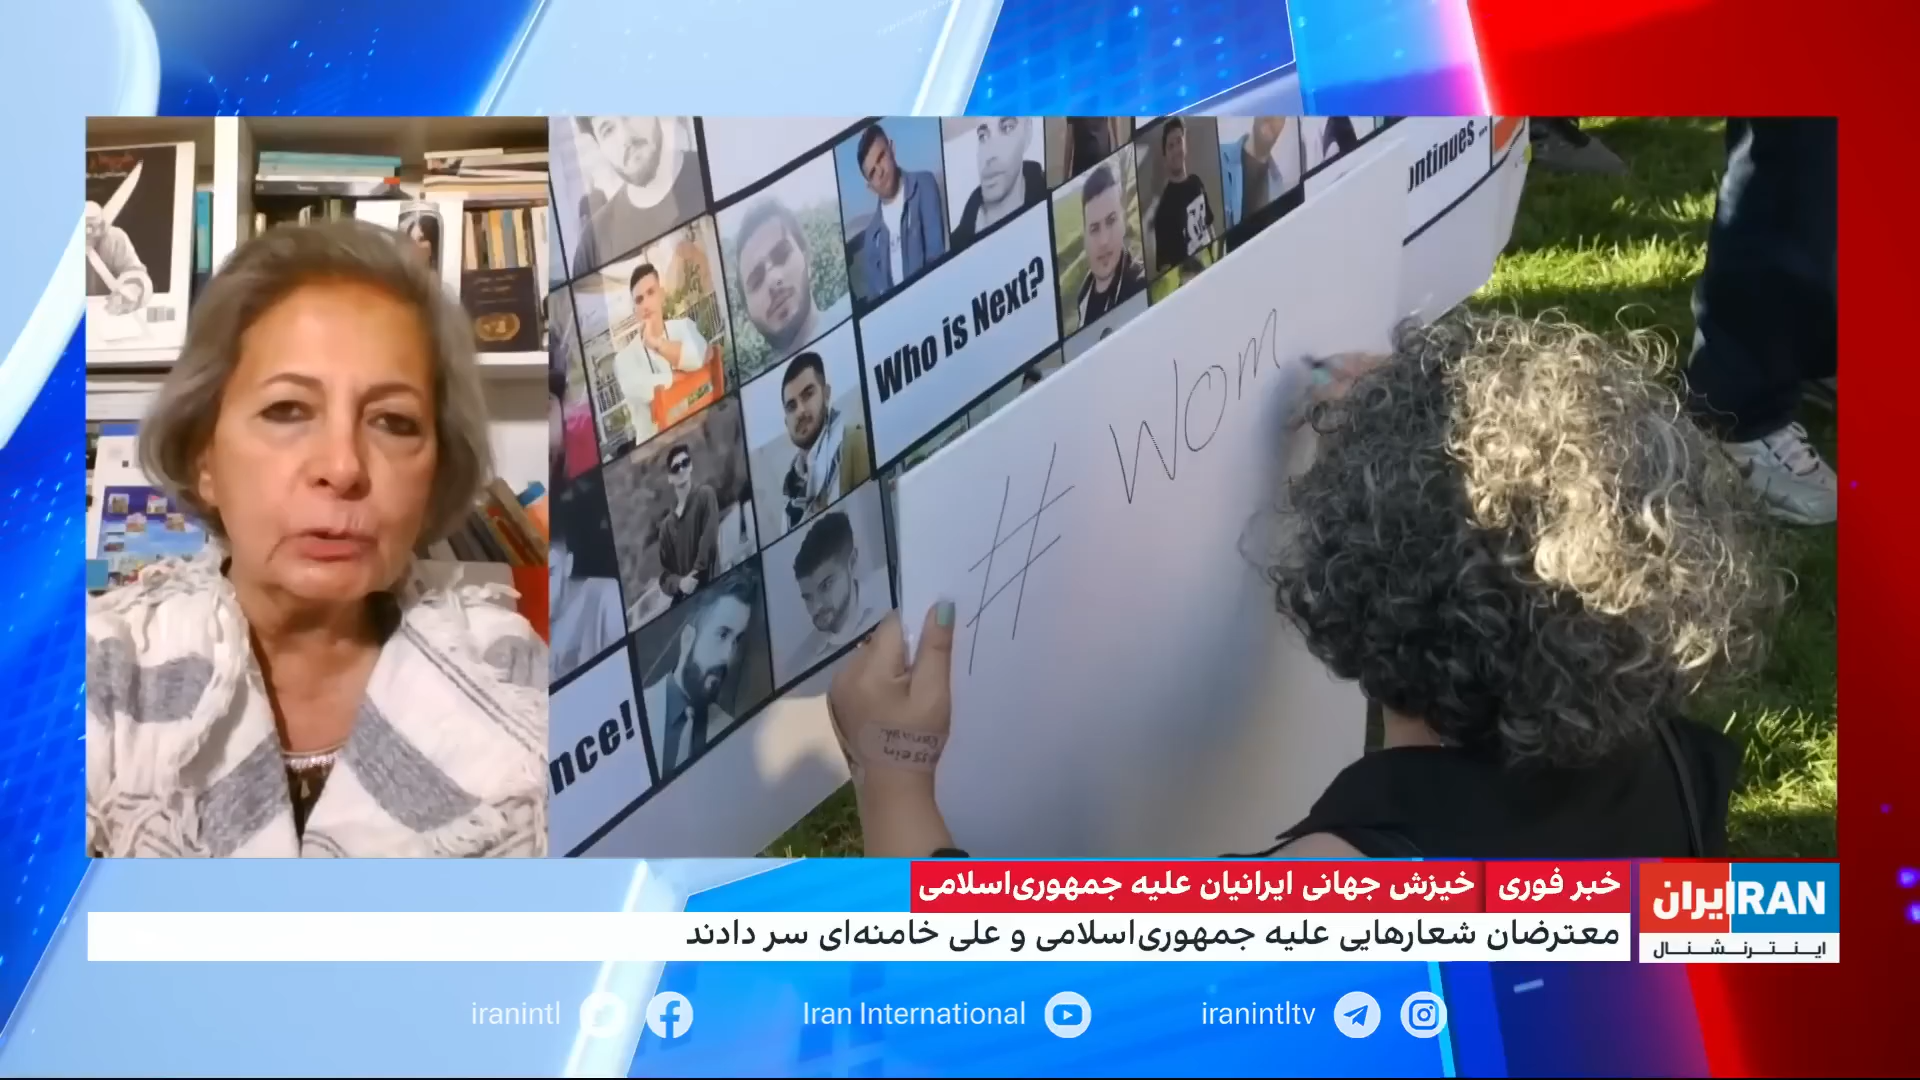 Who is Next?
ontinues...
nce!
# wom
خبر فوری
خیزش جهانی ایرانیان علیه جمهوری‌اسلامی
معترضان شعارهایی علیه جمهوری‌اسلامی و علی خامنه‌ای سر دادند
ایران IRAN
اینترنشنال
iranintl
Iran International
iranintltv